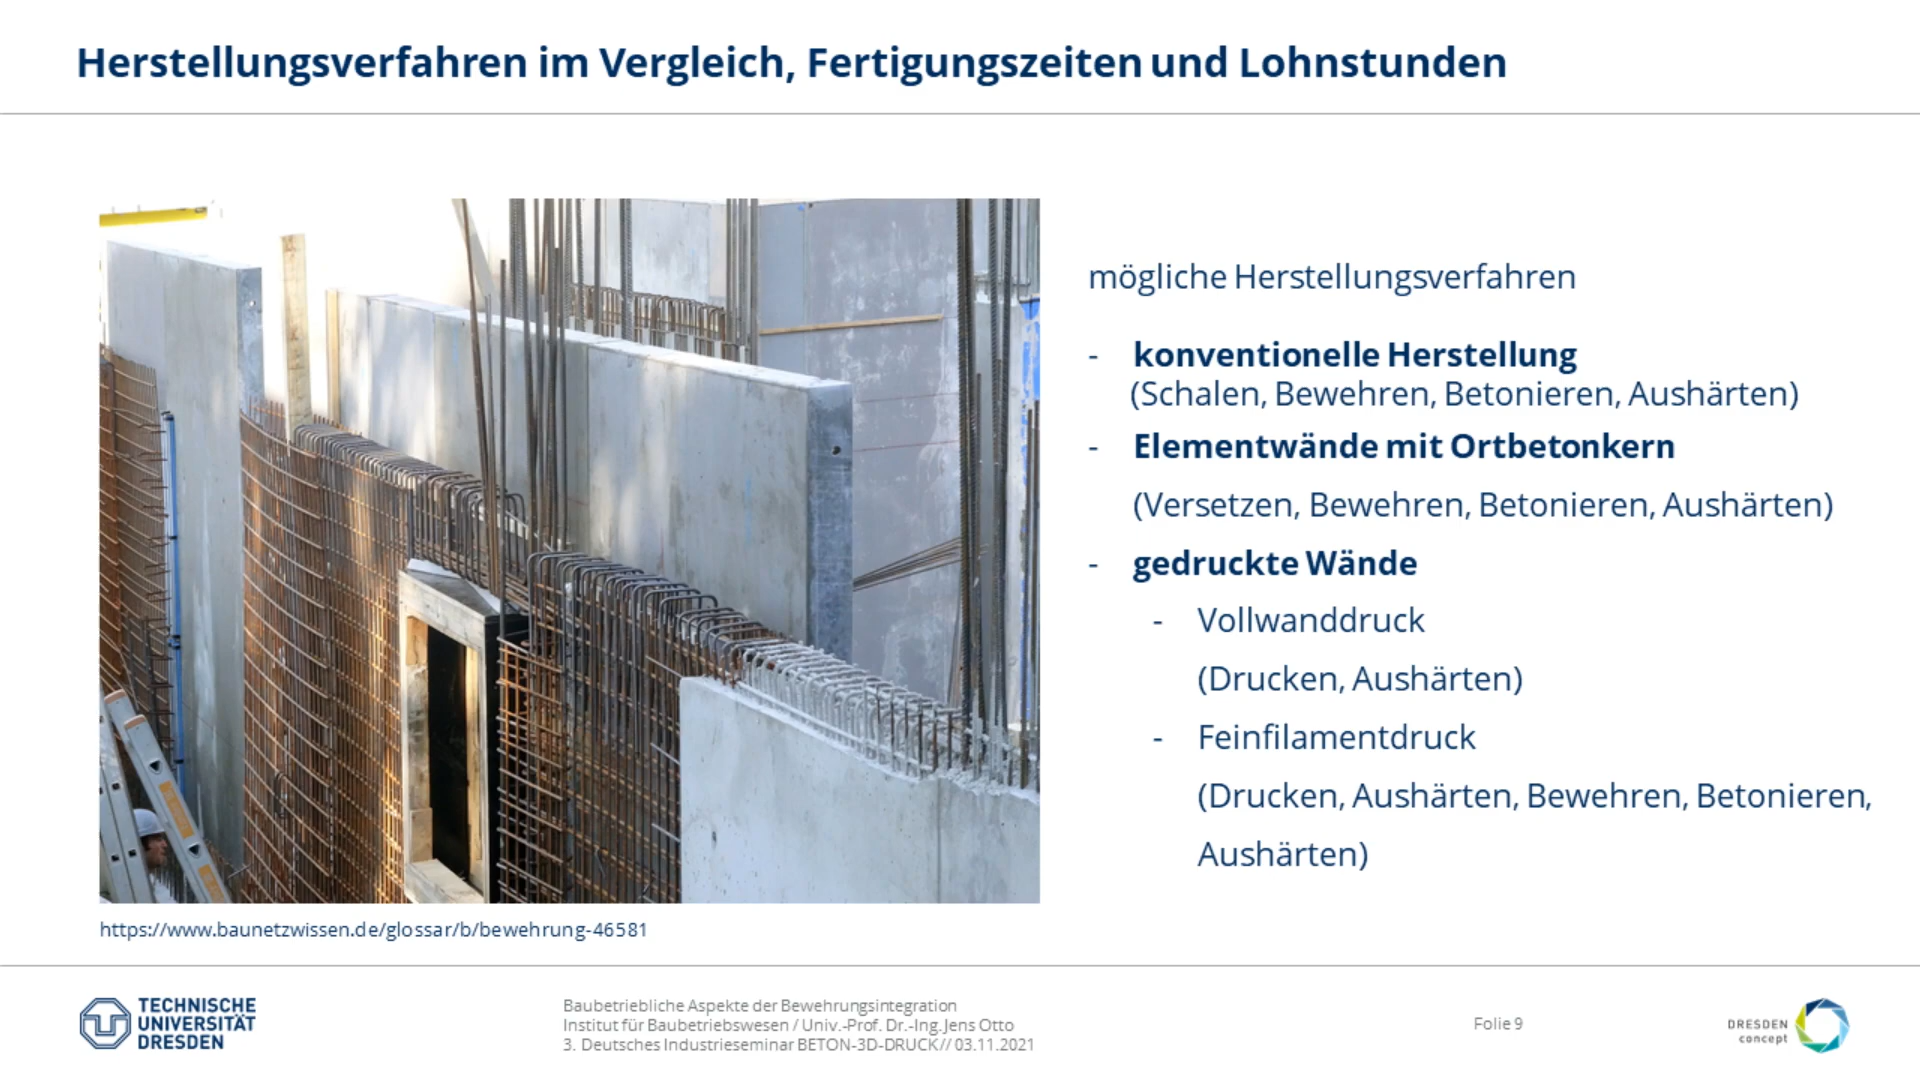 Herstellungsverfahren im Vergleich, Fertigungszeiten und Lohnstunden
mögliche Herstellungsverfahren
- konventionelle Herstellung
(Schalen, Bewehren, Betonieren, Aushärten)
- Elementwände mit Ortbetonkern
(Versetzen, Bewehren, Betonieren, Aushärten)
- gedruckte Wände
- Vollwanddruck
(Drucken, Aushärten)
- Feinfilamentdruck
(Drucken, Aushärten, Bewehren, Betonieren,
Aushärten)
https://www.baunetzwissen.de/glossar/b/bewehrung-46581
TECHNISCHE
UNIVERSITÄT
DRESDEN
Baubetriebliche Aspekte der Bewehrungsintegration
Institut für Baubetriebswesen / Univ.-Prof. Dr.-Ing. Jens Otto
3. Deutsches Industrieseminar BETON-3D-DRUCK // 03.11.2021
Folie 9
DRESDEN
concept